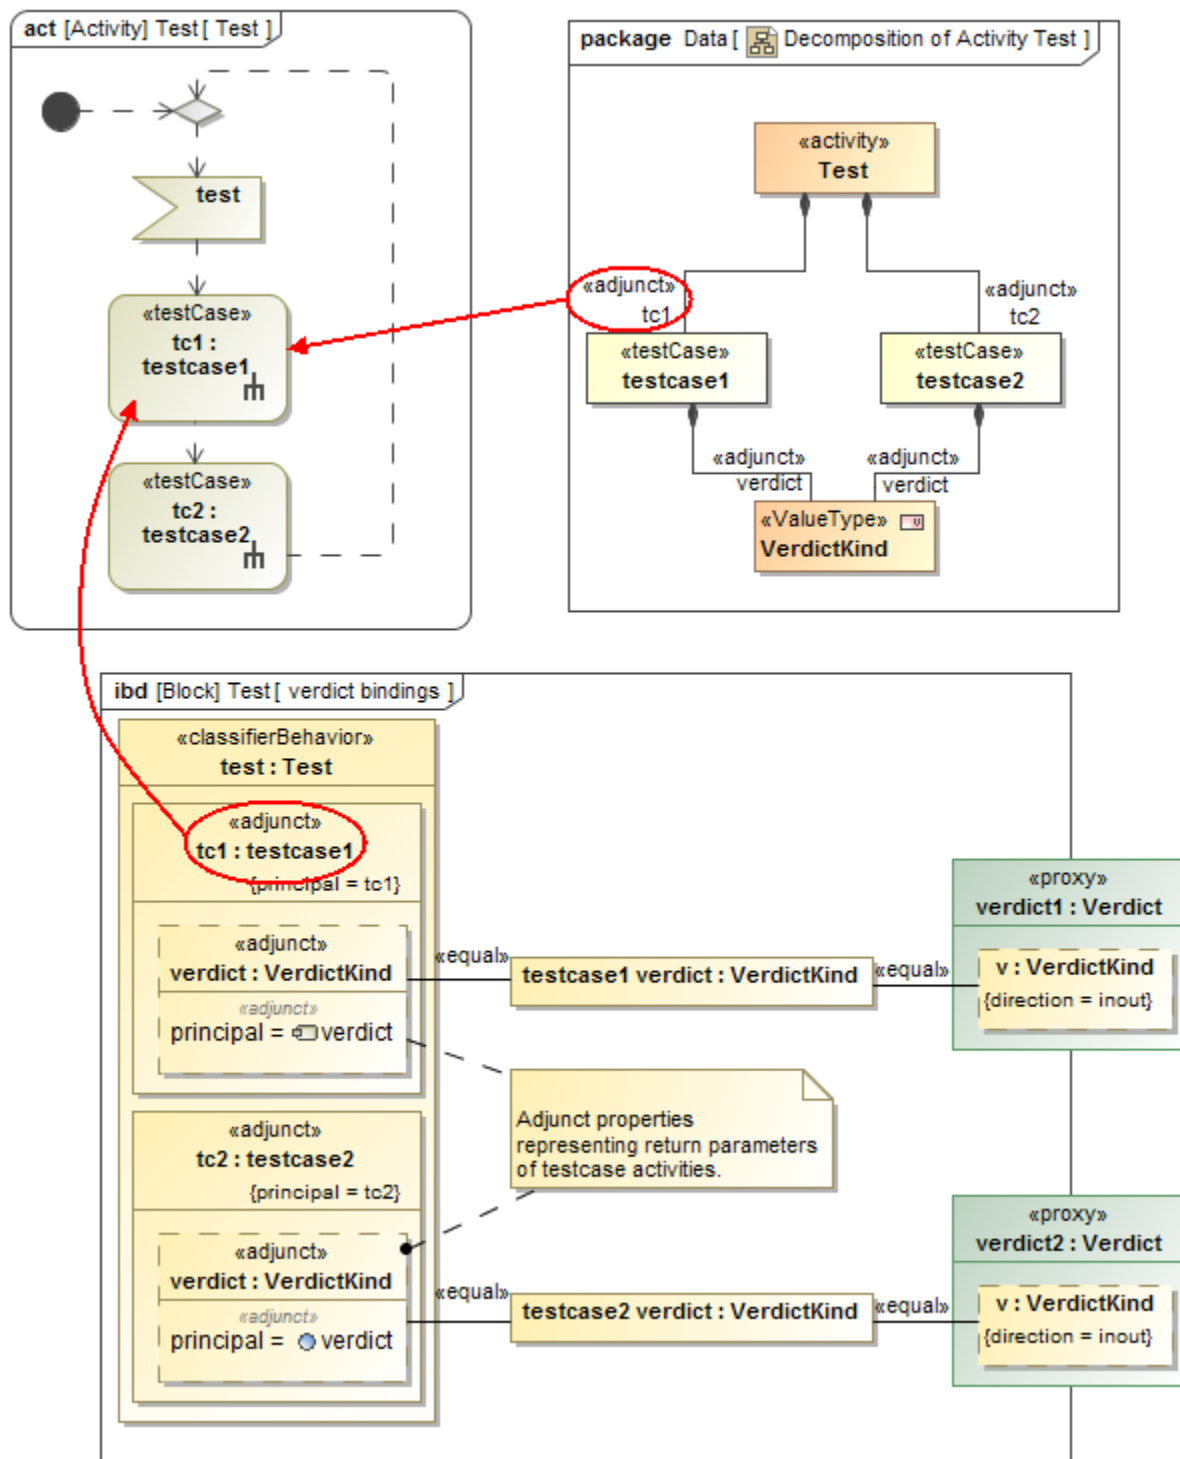 act [Activity] Test [ Test ]
test
«testCase»
tc1 :
testcase1
«testCase»
tc2 :
testcase2
package Data [ Decomposition of Activity Test ]
«activity»
Test
«adjunct»
tc1
«adjunct»
tc2
«testCase»
testcase1
«testCase»
testcase2
«adjunct»
verdict
«adjunct»
verdict
«ValueType»
VerdictKind
ibd [Block] Test [ verdict bindings ]
«classifierBehavior»
test : Test
«adjunct»
tc1 : testcase1
{principal = tc1}
«adjunct»
verdict : VerdictKind
«adjunct»
principal = verdict
«equal»
testcase1 verdict : VerdictKind
«equal»
«proxy»
verdict1 : Verdict
v : VerdictKind
{direction = inout}
Adjunct properties
representing return parameters
of testcase activities.
«adjunct»
tc2 : testcase2
{principal = tc2}
«adjunct»
verdict : VerdictKind
«adjunct»
principal = verdict
«equal»
testcase2 verdict : VerdictKind
«equal»
«proxy»
verdict2 : Verdict
v : VerdictKind
{direction = inout}